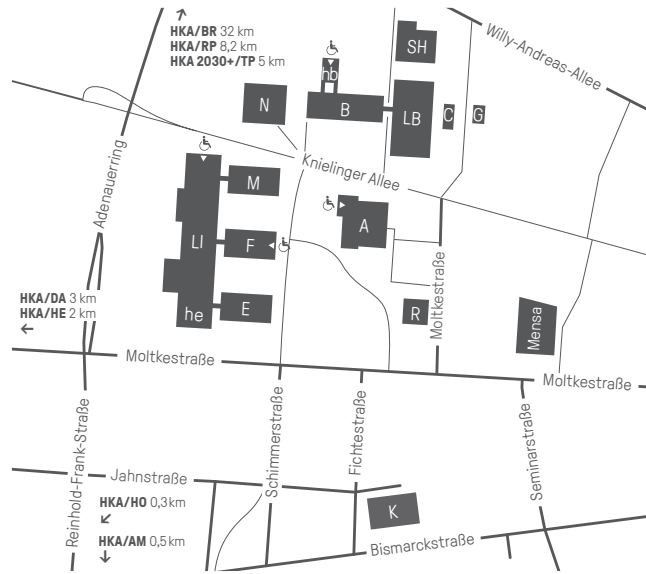 HKA/BR 32 km
HKA/RP 8,2 km
HKA 2030+/TP 5 km
Willy-Andreas-Allee
SH
hb
N
B
LB
C
G
Knielinger Allee
Adenauerring
M
A
LI
F
E
he
R
Moltkestraße
Mensa
HKA/DA 3 km
HKA/HE 2 km
Moltkestraße
Moltkestraße
Reinhold-Frank-Straße
Schimmerstraße
Fichtestraße
Seminarstraße
Jahnstraße
HKA/HO 0,3 km
K
HKA/AM 0,5 km
Bismarckstraße